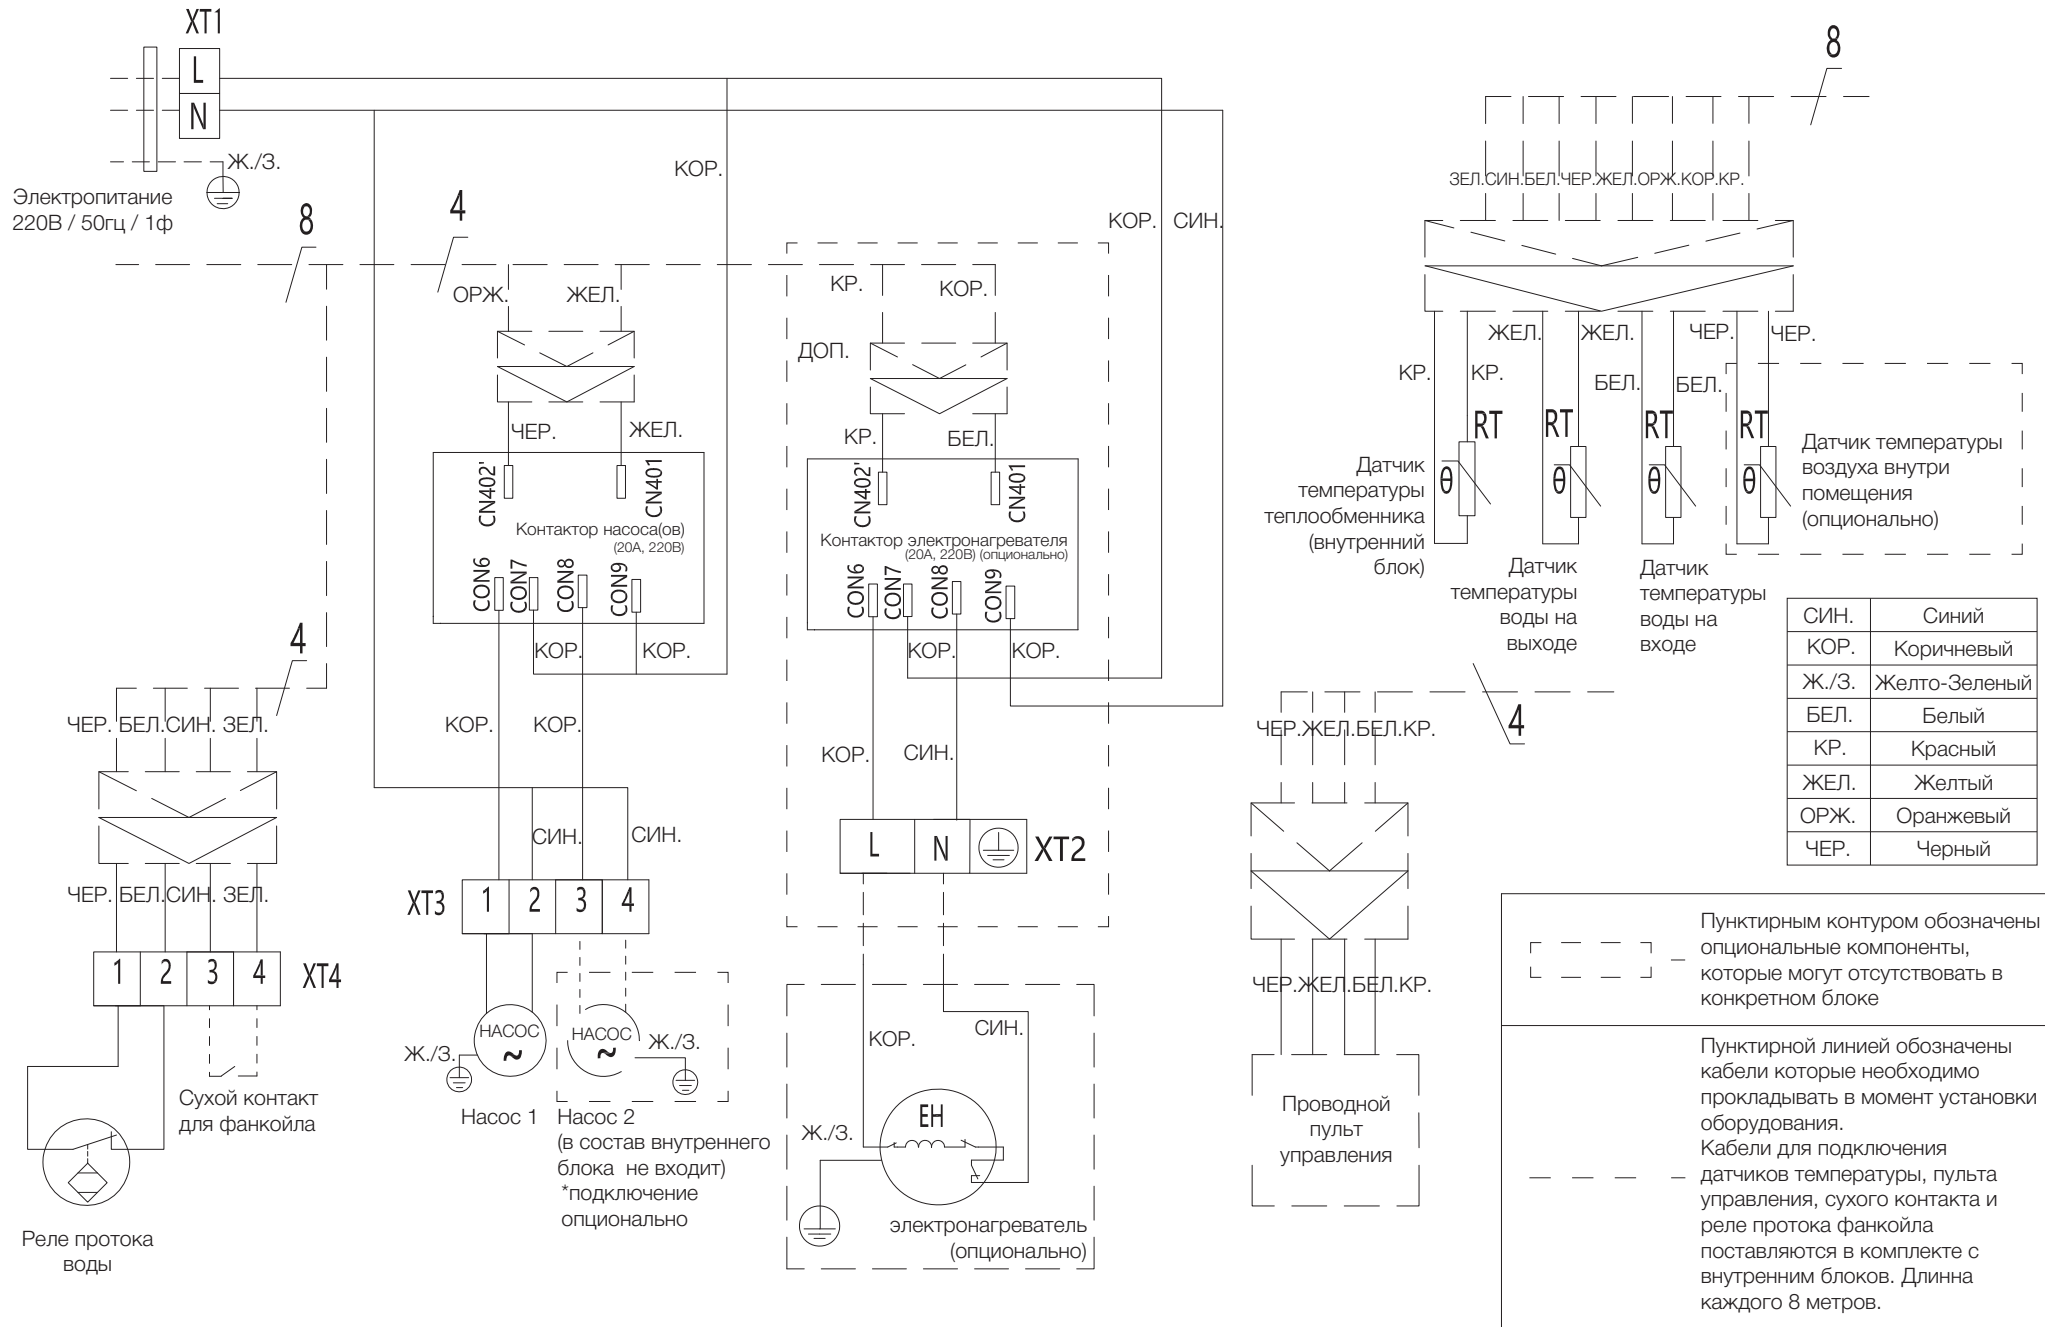 XT1
L
N
Ж./З.
Электропитание
220В / 50гц / 1ф
8
4
КОР.
КОР.
СИН.
ОРЖ.
ЖЕЛ.
ЧЕР.
ЖЕЛ.
CN402'
CN401
Контактор насоса(ов)
(20А, 220В)
CON6
CON7
CON8
CON9
КОР.
КОР.
КОР.
КОР.
СИН.
СИН.
XT3
1
2
3
4
НАСОС
~
НАСОС
~
Ж./З.
Ж./З.
Насос 1
Насос 2
(в состав внутреннего
блока не входит)
*подключение
опционально
КР.
КОР.
ДОП.
КР.
БЕЛ.
CN402'
CN401
Контактор электронагревателя
(20А, 220В) (опционально)
CON6
CON7
CON8
CON9
КОР.
КОР.
КОР.
СИН.
L
N
XT2
КОР.
СИН.
Ж./З.
EH
электронагреватель
(опционально)
4
ЧЕР.
БЕЛ.
СИН.
ЗЕЛ.
ЧЕР.
БЕЛ.
СИН.
ЗЕЛ.
1
2
3
4
XT4
Сухой контакт
для фанкойла
Реле протока
воды
8
ЗЕЛ.
СИН.
БЕЛ.
ЧЕР.
ЖЕЛ.
ОРЖ.
КОР.
КР.
КР.
КР.
ЖЕЛ.
ЖЕЛ.
БЕЛ.
БЕЛ.
ЧЕР.
ЧЕР.
RT
RT
RT
RT
θ
θ
θ
θ
Датчик
температуры
теплообменника
(внутренний
блок)
Датчик
температуры
воды на
выходе
Датчик
температуры
воды на
входе
Датчик температуры
воздуха внутри
помещения
(опционально)
4
ЧЕР.
ЖЕЛ.
БЕЛ.
КР.
ЧЕР.
ЖЕЛ.
БЕЛ.
КР.
Проводной
пульт
управления
СИН. Синий
КОР. Коричневый
Ж./З. Желто-Зеленый
БЕЛ. Белый
КР. Красный
ЖЕЛ. Желтый
ОРЖ. Оранжевый
ЧЕР. Черный
Пунктирным контуром обозначены
опциональные компоненты,
которые могут отсутствовать в
конкретном блоке
Пунктирной линией обозначены
кабели которые необходимо
прокладывать в момент установки
оборудования.
Кабели для подключения
датчиков температуры, пульта
управления, сухого контакта и
реле протока фанкойла
поставляются в комплекте с
внутренним блоков. Длинна
каждого 8 метров.